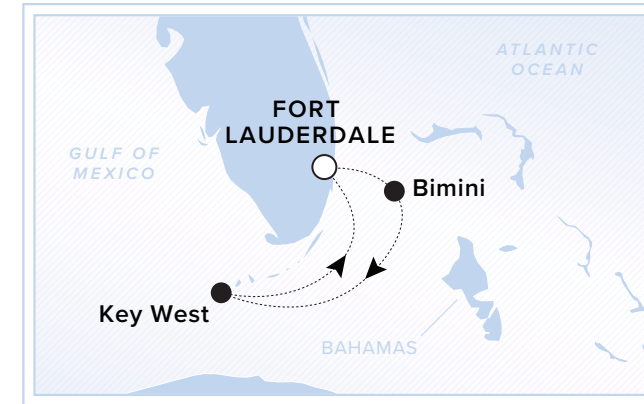 ATLANTIC
OCEAN
FORT
LAUDERDALE
GULF OF
MEXICO
Bimini
Key West
BAHAMAS